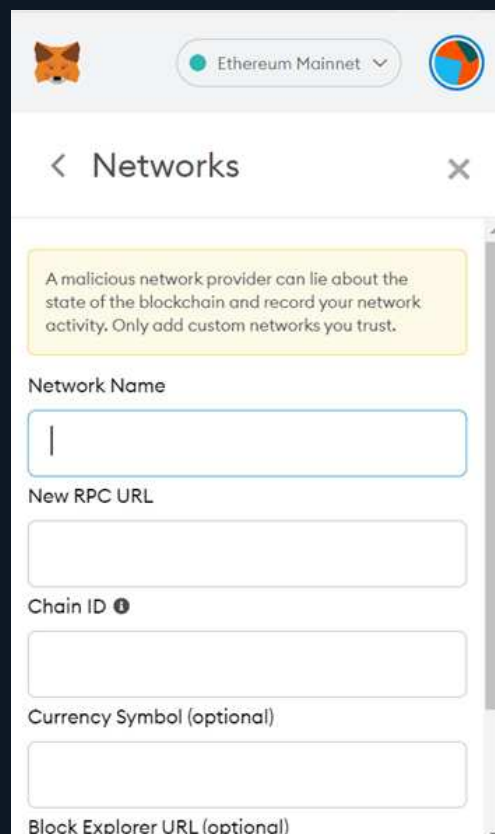 Ethereum Mainnet
Networks
A malicious network provider can lie about the
state of the blockchain and record your network
activity. Only add custom networks you trust.
Network Name
New RPC URL
Chain ID
Currency Symbol (optional)
Block Explorer URL (optional)